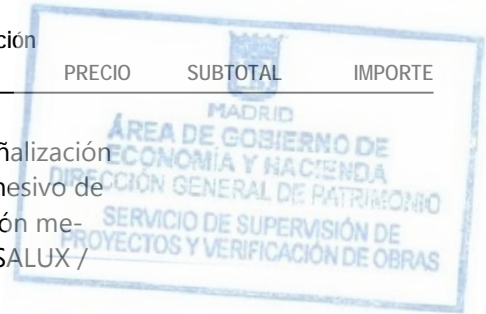 ción
PRECIO SUBTOTAL IMPORTE
MADRID
ÁREA DE GOBIERNO DE
ñalización
ECONOMÍA Y HACIENDA
hesivo de
DIRECCIÓN GENERAL DE PATRIMONIO
ón me-
SERVICIO DE SUPERVISIÓN DE
SALUX /
PROYECTOS Y VERIFICACIÓN DE OBRAS